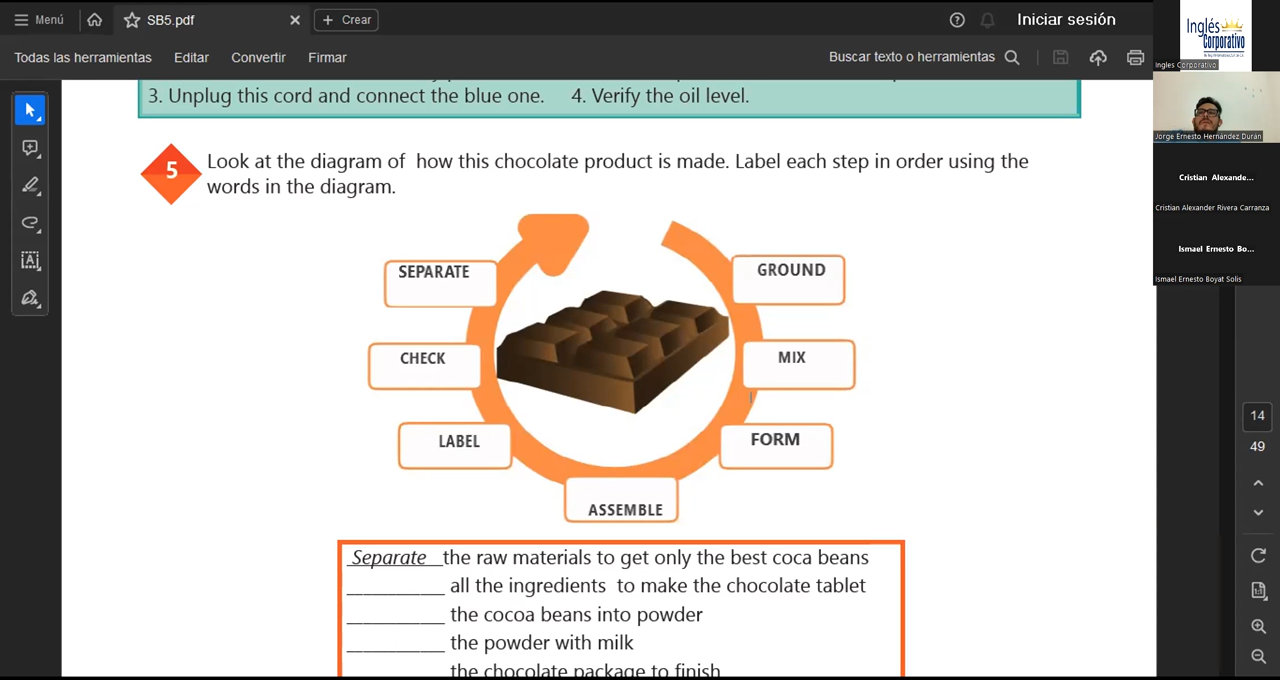 Menú
SB5.pdf
Crear
Iniciar sesión
Todas las herramientas
Editar
Convertir
Firmar
Buscar texto o herramientas
3. Unplug this cord and connect the blue one. 4. Verify the oil level.
5
Look at the diagram of how this chocolate product is made. Label each step in order using the
words in the diagram.
SEPARATE
GROUND
CHECK
MIX
LABEL
FORM
ASSEMBLE
Separate the raw materials to get only the best coca beans
__________ all the ingredients to make the chocolate tablet
__________ the cocoa beans into powder
__________ the powder with milk
the chocolate package to finish
Inglés
Corporativo
Ingles Corporativo
Jorge Ernesto Hernández Durán
Cristian Alexande...
Cristian Alexander Rivera Carranza
Ismael Ernesto Bo...
Ismael Ernesto Boyat Solis
14
49